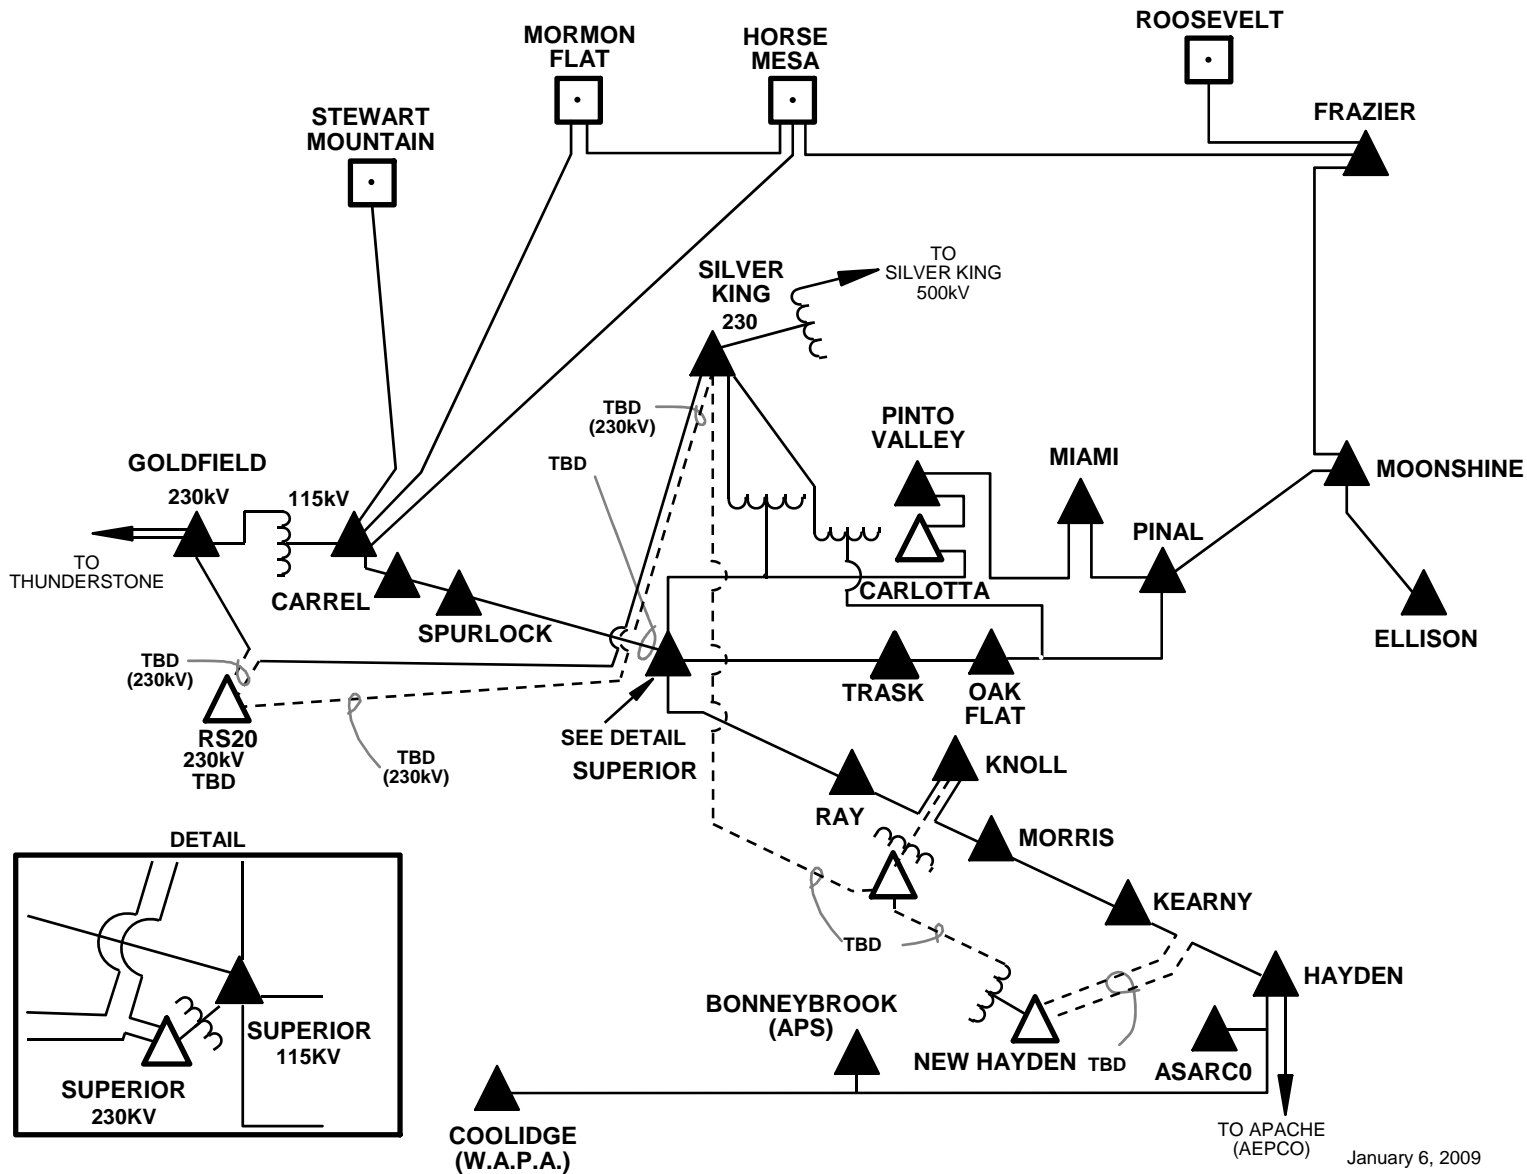 ROOSEVELT
MORMON
FLAT
HORSE
MESA
STEWART
MOUNTAIN
FRAZIER
SILVER
KING
230
TO
SILVER KING
500kV
TBD
(230kV)
TBD
PINTO
VALLEY
MIAMI
MOONSHINE
GOLDFIELD
230kV
115kV
PINAL
TO
THUNDERSTONE
CARREL
SPURLOCK
CARLOTTA
ELLISON
TBD
(230kV)
TRASK
OAK
FLAT
RS20
230kV
TBD
TBD
(230kV)
SEE DETAIL
SUPERIOR
KNOLL
RAY
MORRIS
DETAIL
KEARNY
TBD
HAYDEN
BONNEYBROOK
(APS)
NEW HAYDEN
TBD
ASARC0
SUPERIOR
115KV
SUPERIOR
230KV
COOLIDGE
(W.A.P.A.)
TO APACHE
(AEPCO)
January 6, 2009